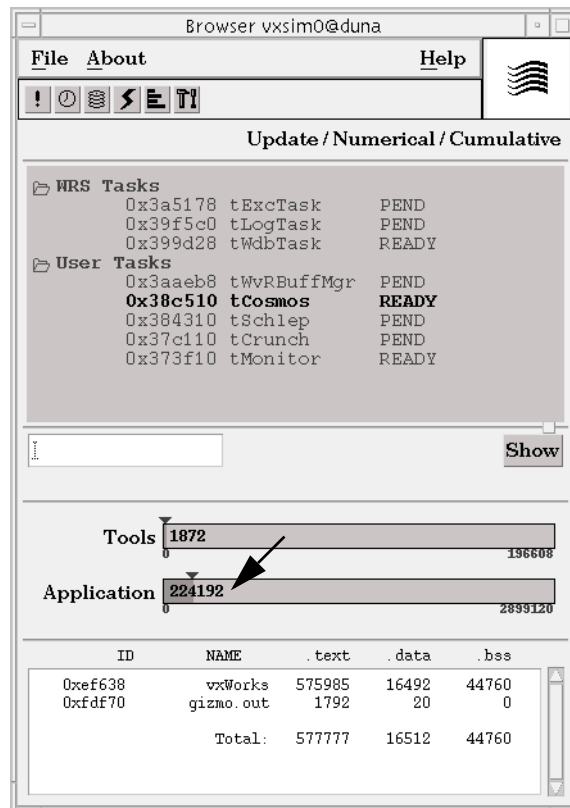 Browser vxsim0@duna
File About Help
Update / Numerical / Cumulative
WRS Tasks
0x3a5178 tExcTask PEND
0x39f5c0 tLogTask PEND
0x399d28 tWdbTask READY
User Tasks
0x3aaeb8 tWvRBuffMgr PEND
0x38c510 tCosmos READY
0x384310 tSchlep PEND
0x37c110 tCrunch PEND
0x373f10 tMonitor READY
Show
Tools 1872
0 196608
Application 224192
0 2899120
ID NAME .text .data .bss
0xef638 vxWorks 575985 16492 44760
0xfdf70 gizmo.out 1792 20 0
Total: 577777 16512 44760